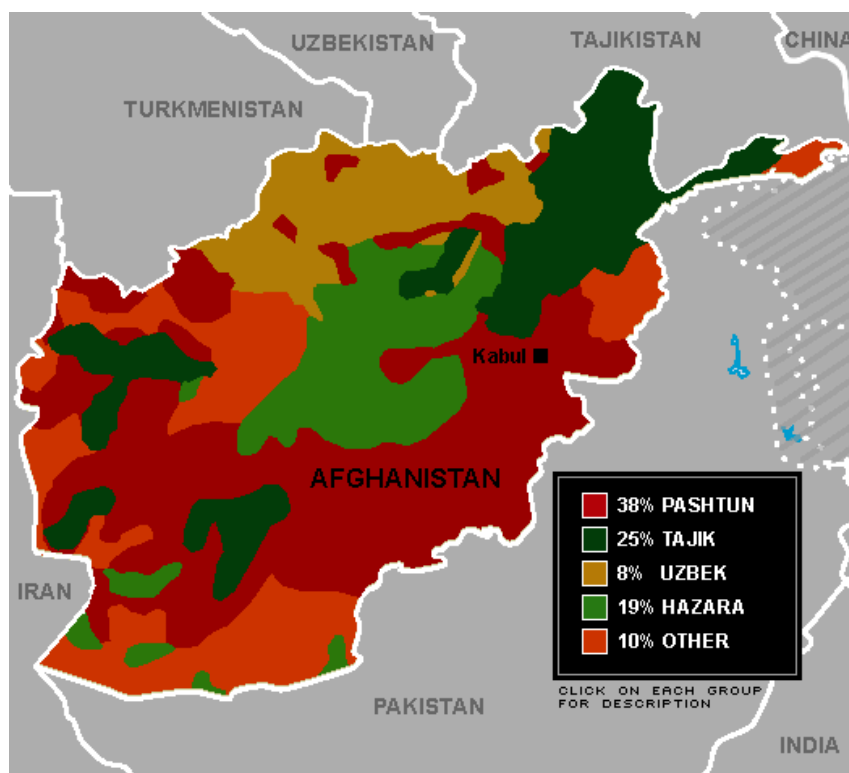 UZBEKISTAN
TAJIKISTAN
CHINA
TURKMENISTAN
Kabul
AFGHANISTAN
38% PASHTUN
25% TAJIK
8% UZBEK
19% HAZARA
10% OTHER
IRAN
CLICK ON EACH GROUP
FOR DESCRIPTION
PAKISTAN
INDIA